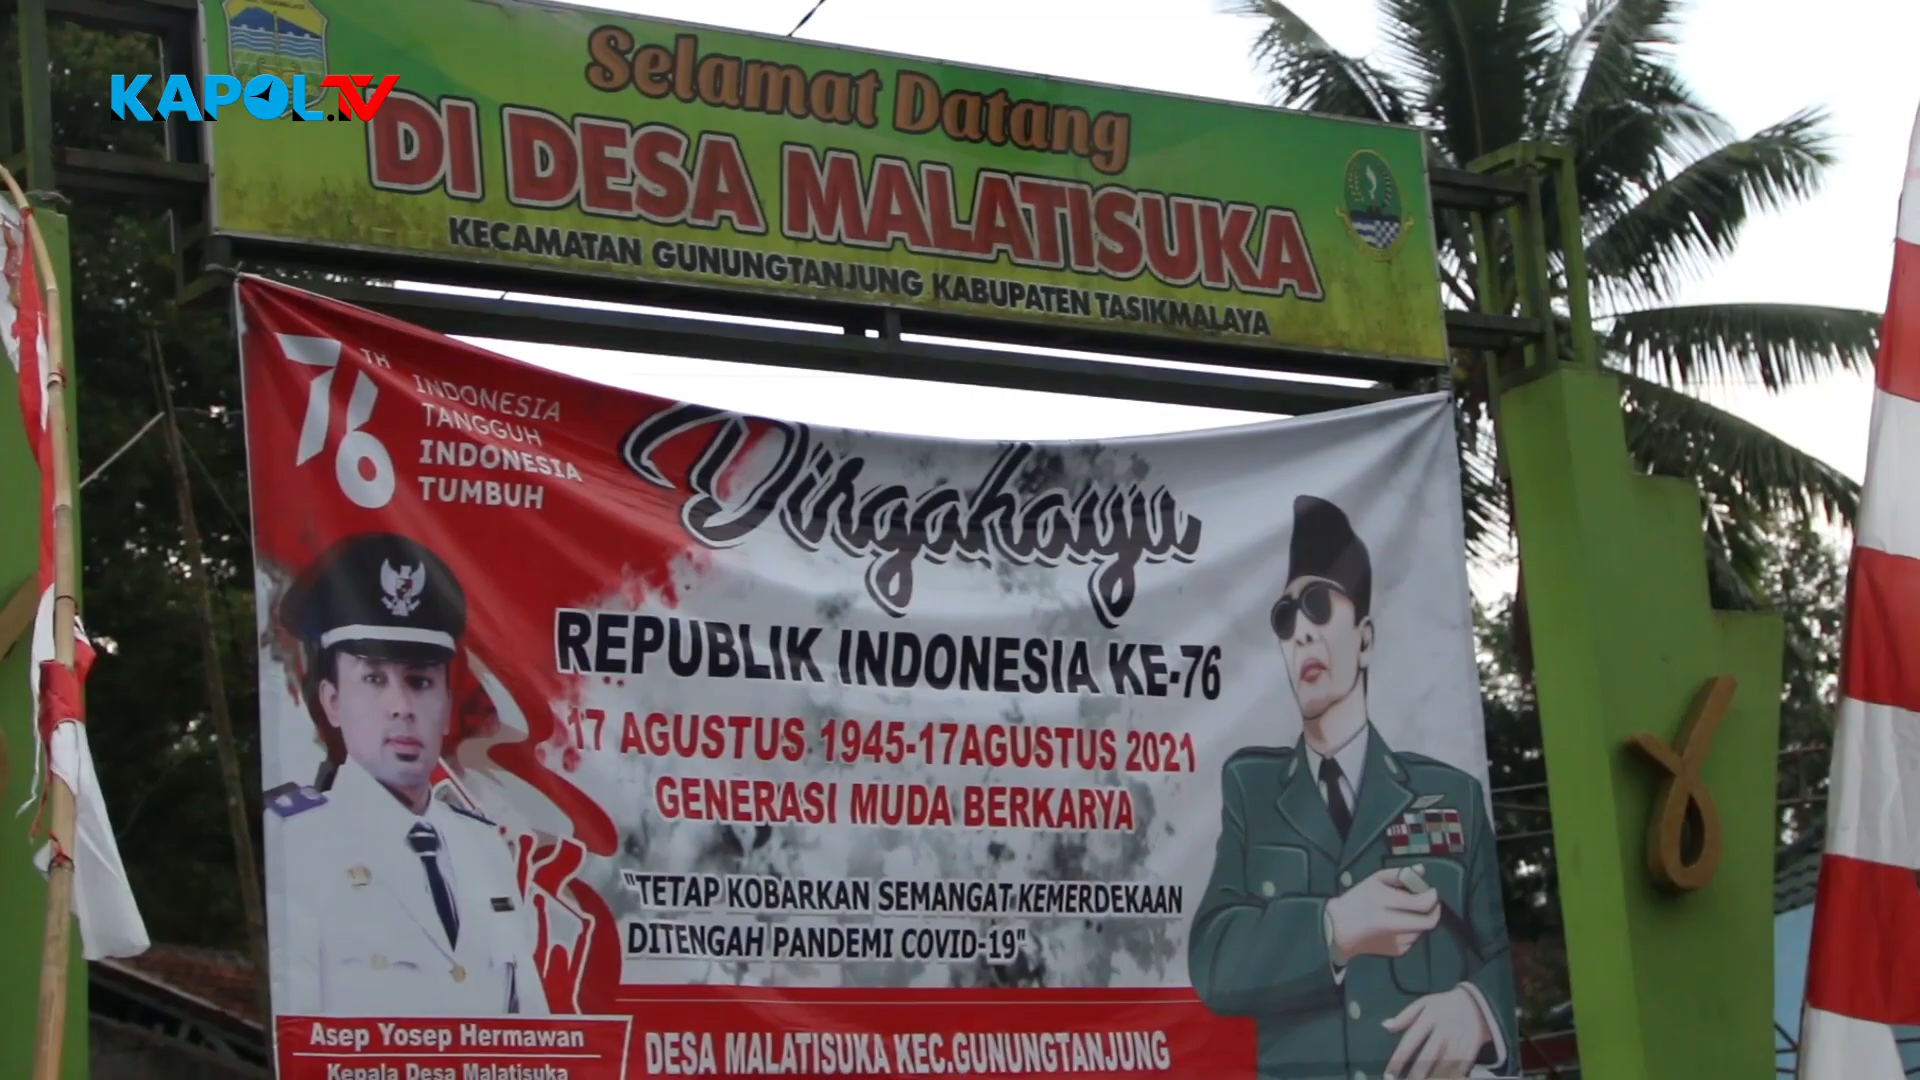 KAPOL.TV
Selamat Datang
DI DESA MALATISUKA
KECAMATAN GUNUNGTANJUNG KABUPATEN TASIKMALAYA
76TH
INDONESIA
TANGGUH
INDONESIA
TUMBUH
Dirgahayu
REPUBLIK INDONESIA KE-76
17 AGUSTUS 1945-17AGUSTUS 2021
GENERASI MUDA BERKARYA
"TETAP KOBARKAN SEMANGAT KEMERDEKAAN
DITENGAH PANDEMI COVID-19"
Asep Yosep Hermawan
Kepala Desa Malatisuka
DESA MALATISUKA KEC.GUNUNGTANJUNG